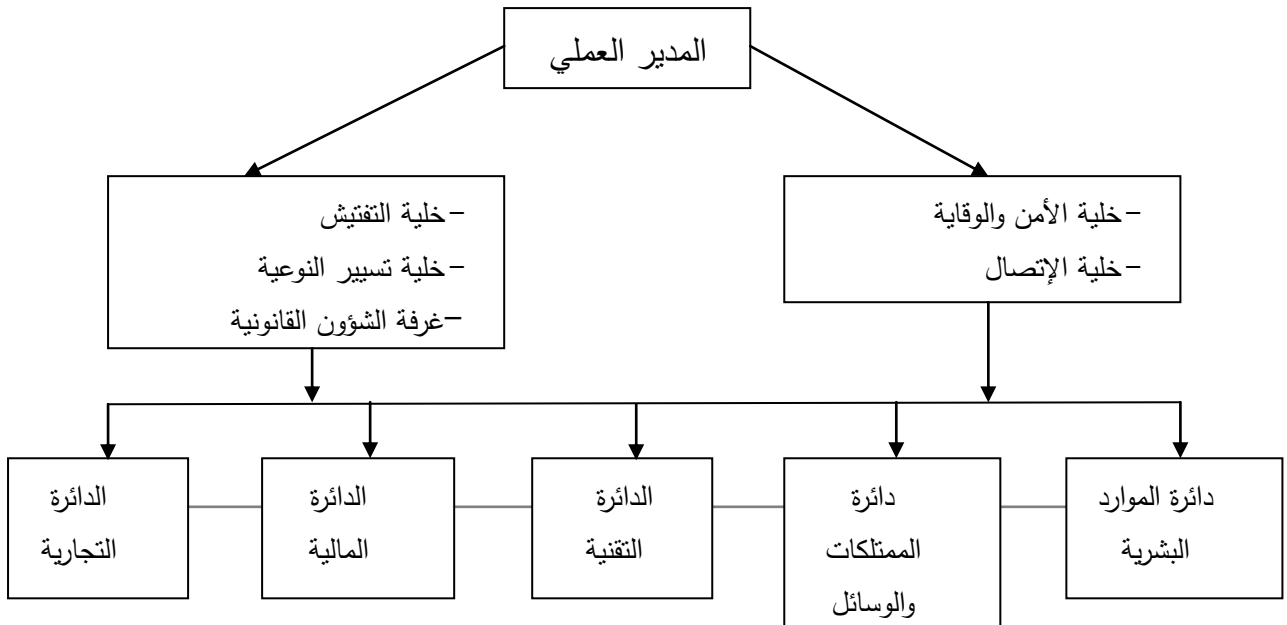 المدير العملي
-خلية الأمن والوقاية
-خلية الإتصال
-خلية التفتيش
-خلية تسيير النوعية
-غرفة الشؤون القانونية
دائرة الموارد
البشرية
دائرة
الممتلكات
والوسائل
الدائرة
التقنية
الدائرة
المالية
الدائرة
التجارية